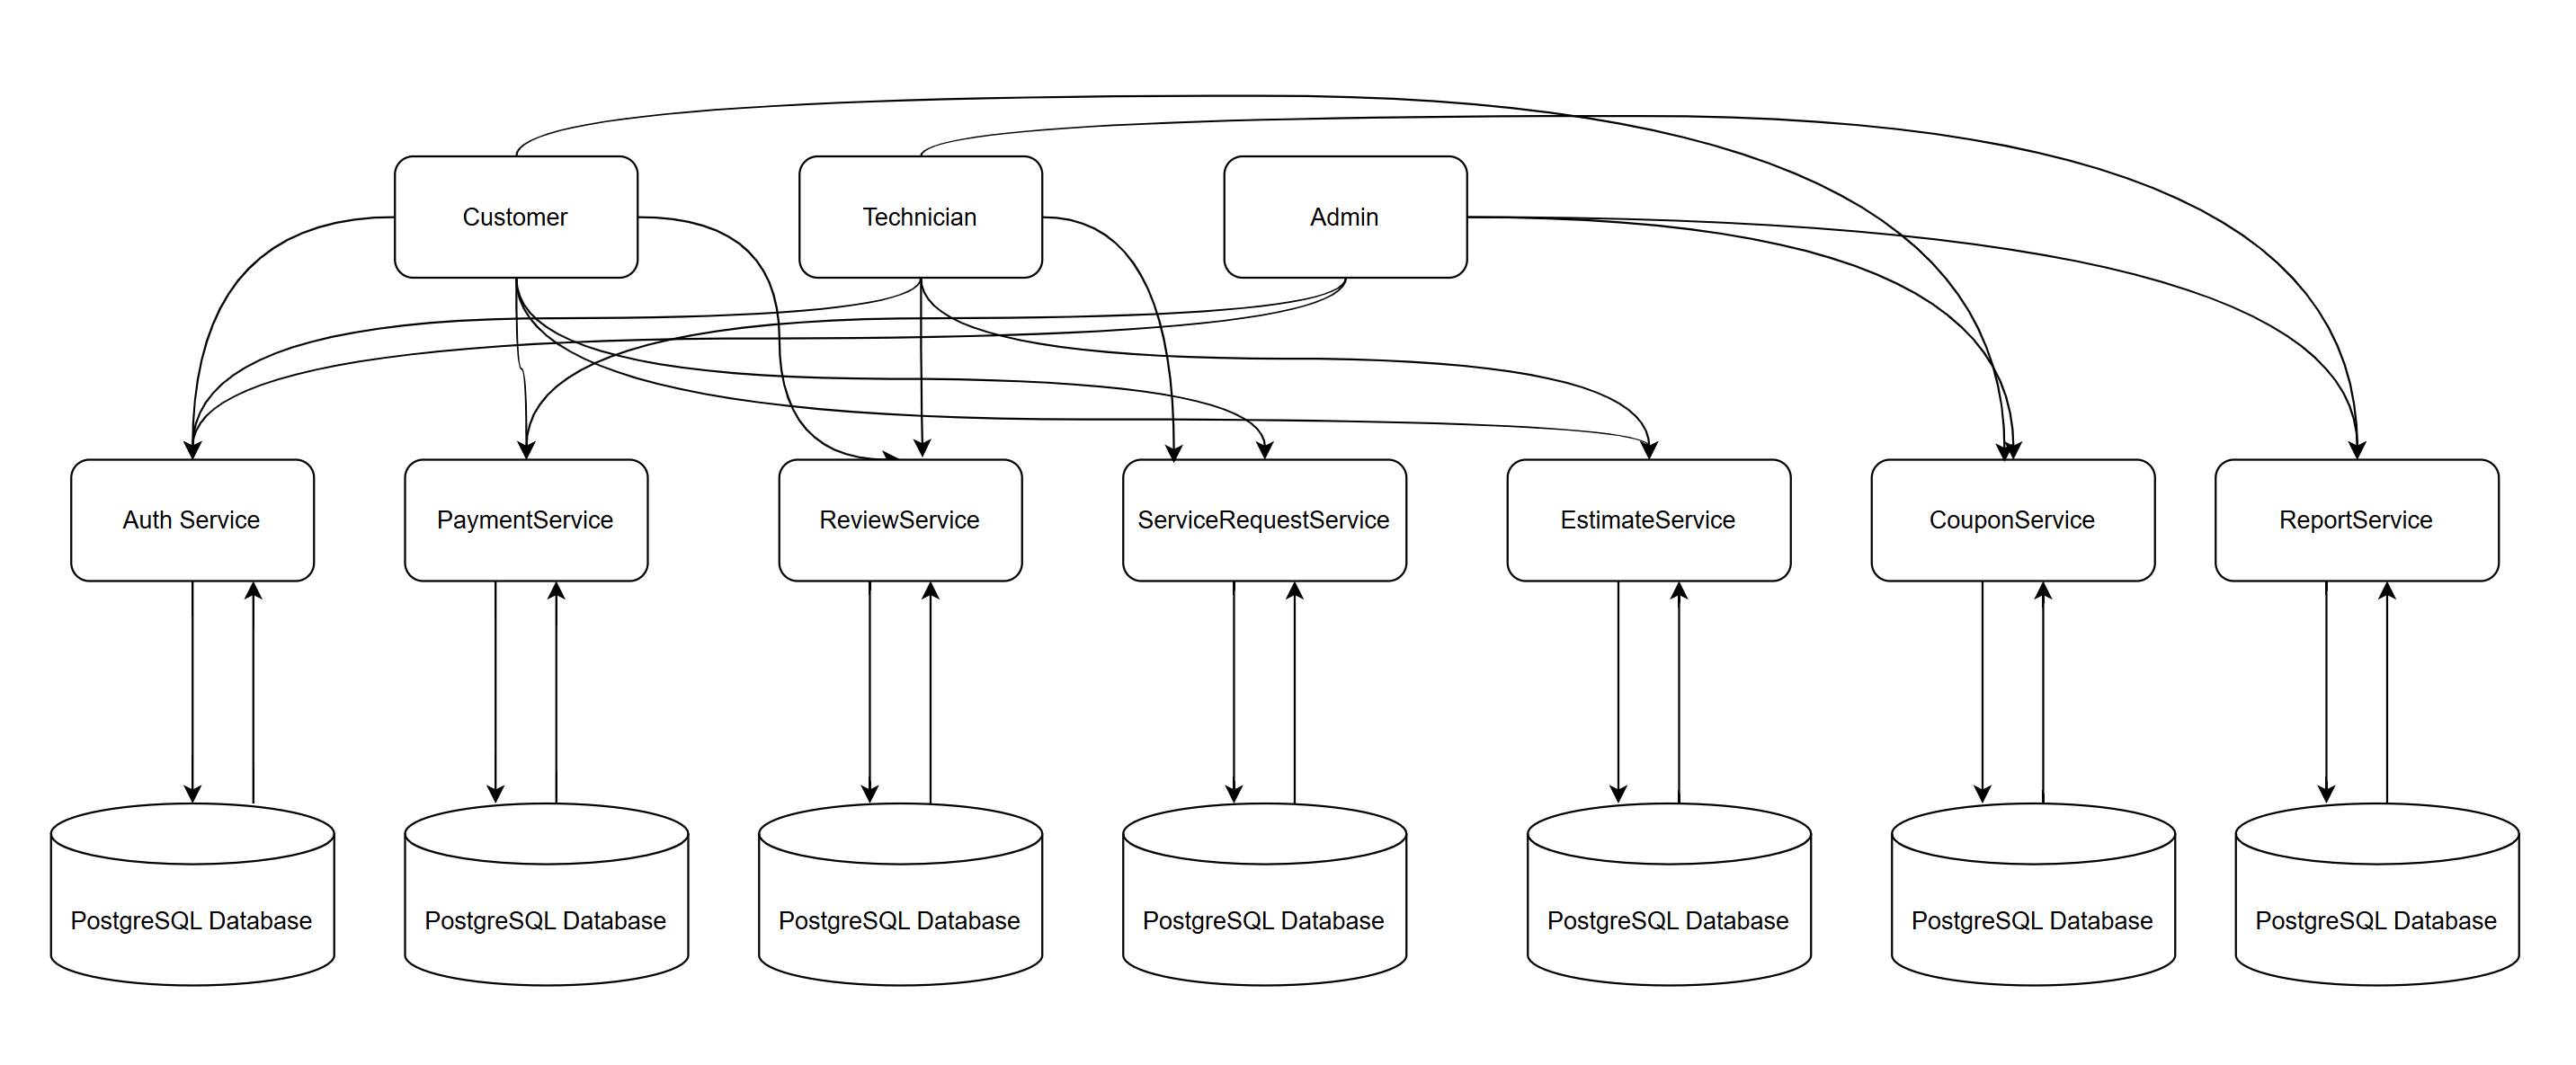 Customer
Technician
Admin
Auth Service
PaymentService
ReviewService
ServiceRequestService
EstimateService
CouponService
ReportService
PostgreSQL Database
PostgreSQL Database
PostgreSQL Database
PostgreSQL Database
PostgreSQL Database
PostgreSQL Database
PostgreSQL Database